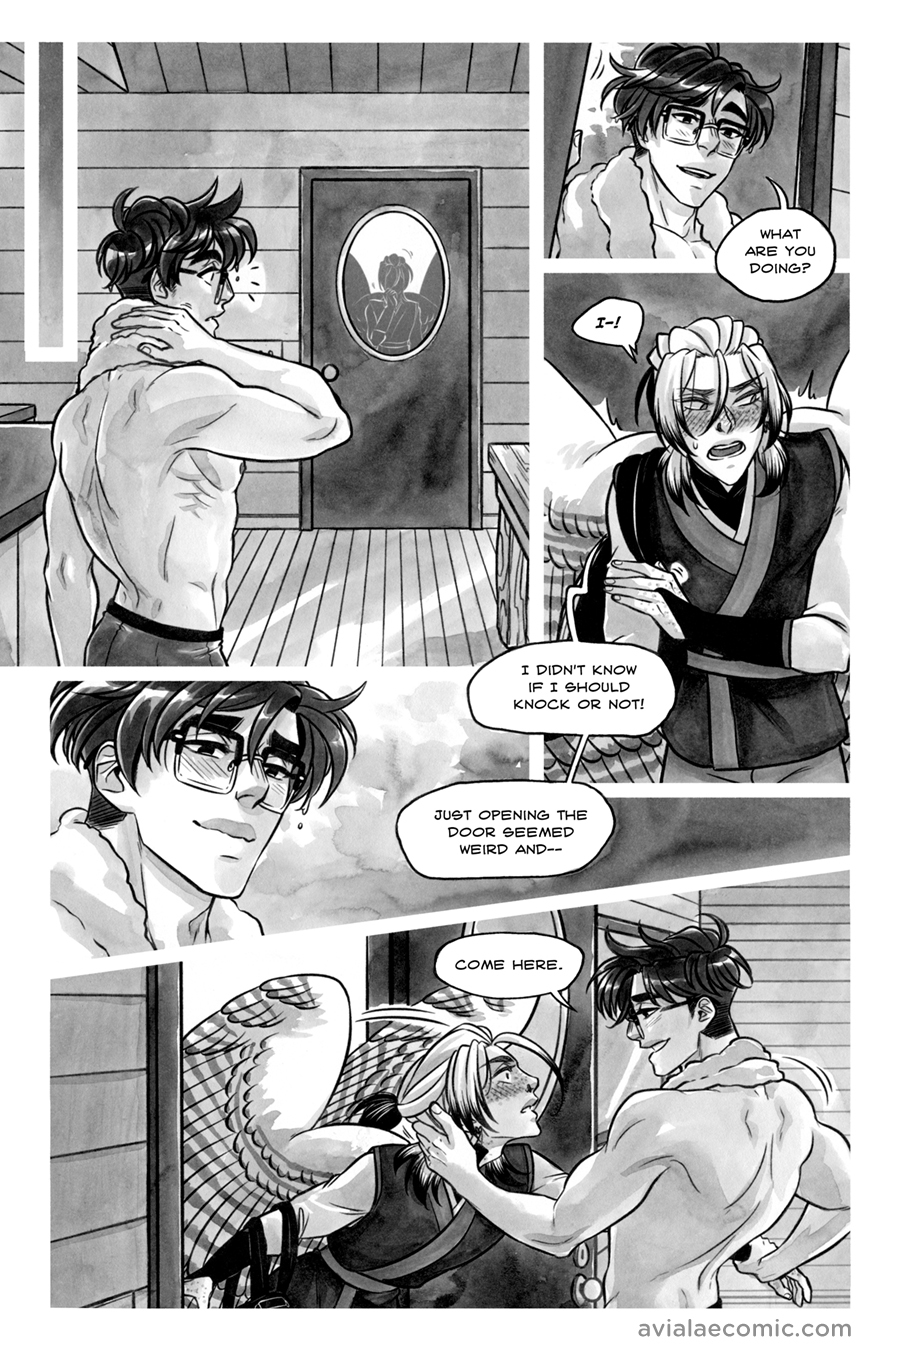 WHAT
ARE YOU
DOING?
I-!
I DIDN'T KNOW
IF I SHOULD
KNOCK OR NOT!
JUST OPENING THE
DOOR SEEMED
WEIRD AND--
COME HERE.
avialaecomic.com